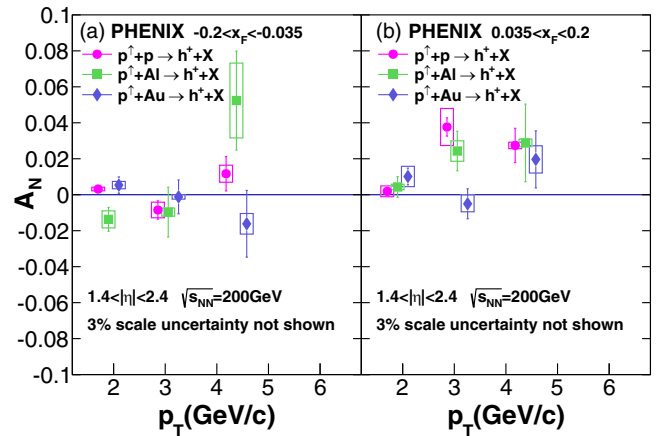 (a) PHENIX -0.2<x_F<-0.035
p↑+p → h⁺+X
p↑+Al → h⁺+X
p↑+Au → h⁺+X
(b) PHENIX 0.035<x_F<0.2
p↑+p → h⁺+X
p↑+Al → h⁺+X
p↑+Au → h⁺+X
A_N
0.1
0.08
0.06
0.04
0.02
0
-0.02
-0.04
-0.06
-0.08
-0.1
1.4<|η|<2.4 √s_NN=200GeV
3% scale uncertainty not shown
1.4<|η|<2.4 √s_NN=200GeV
3% scale uncertainty not shown
2 3 4 5 6
2 3 4 5 6
p_T(GeV/c)
p_T(GeV/c)